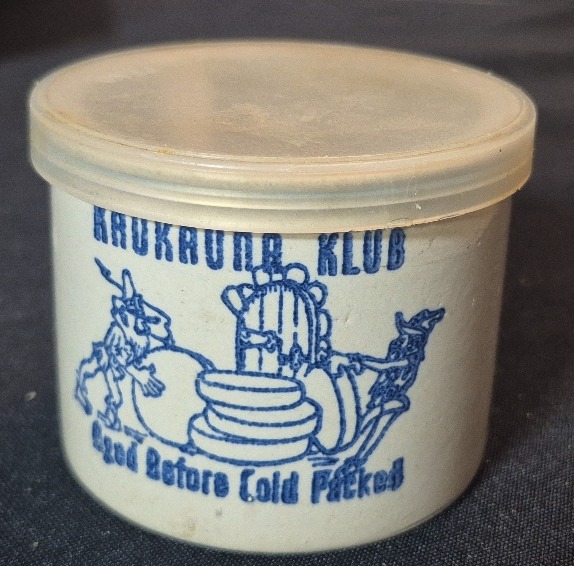 KAUKAUNA KLUB
Aged Before Cold Packed